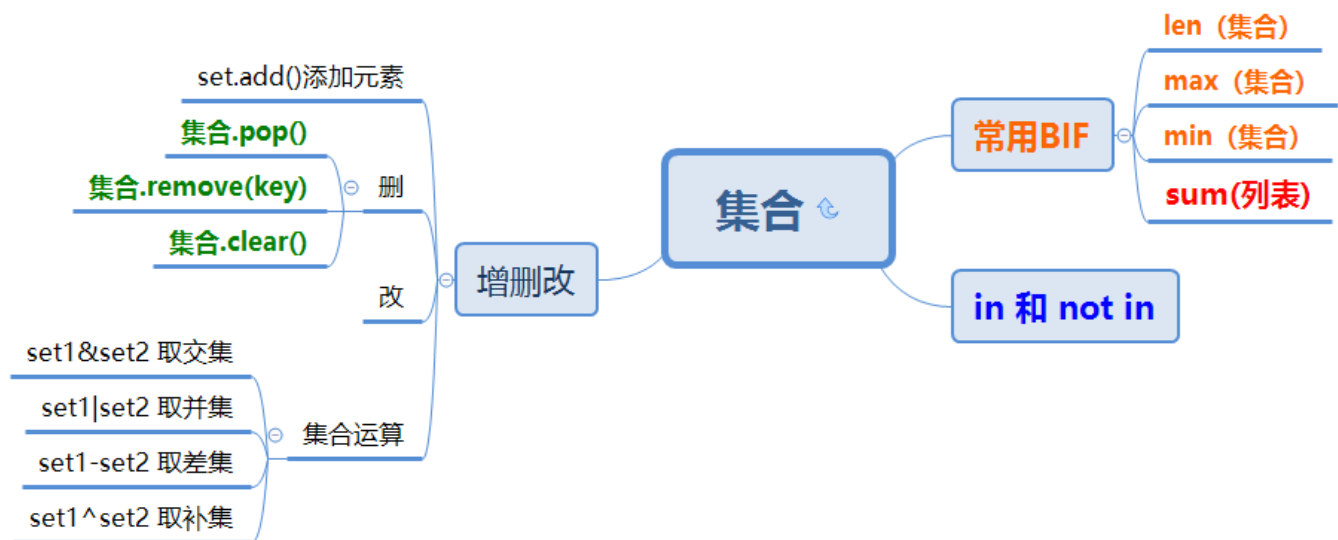 集合
常用BIF
len（集合）
max（集合）
min（集合）
sum(列表)
in 和 not in
增删改
set.add()添加元素
删
集合.pop()
集合.remove(key)
集合.clear()
改
集合运算
set1&set2 取交集
set1|set2 取并集
set1-set2 取差集
set1^set2 取补集